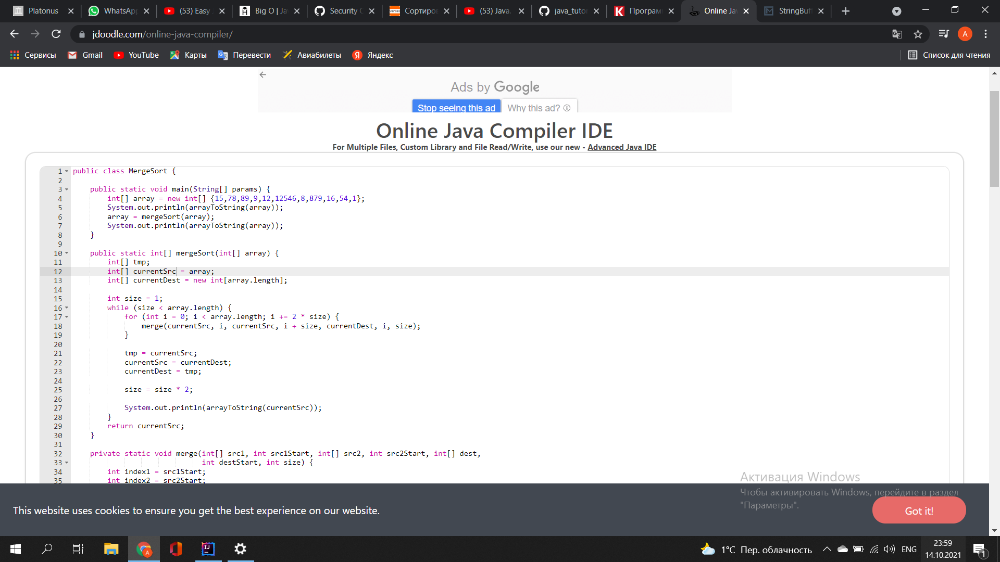 Platonus
WhatsApp
(53) Easy
Big O | Ja
Security
Сортиров
(53) Java.
java_tutor
Програм
Online Ja
StringBuf
jdoodle.com/online-java-compiler/
A
Сервисы
Gmail
YouTube
Карты
Перевести
Авиабилеты
Яндекс
Список для чтения
Ads by Google
Stop seeing this ad
Why this ad?
Online Java Compiler IDE
For Multiple Files, Custom Library and File Read/Write, use our new - Advanced Java IDE
1 public class MergeSort {
2
3 public static void main(String[] params) {
4 int[] array = new int[] {15,78,89,9,12,12546,8,879,16,54,1};
5 System.out.println(arrayToString(array));
6 array = mergeSort(array);
7 System.out.println(arrayToString(array));
8 }
9
10 public static int[] mergeSort(int[] array) {
11 int[] tmp;
12 int[] currentSrc = array;
13 int[] currentDest = new int[array.length];
14
15 int size = 1;
16 while (size < array.length) {
17 for (int i = 0; i < array.length; i += 2 * size) {
18 merge(currentSrc, i, currentSrc, i + size, currentDest, i, size);
19 }
20
21 tmp = currentSrc;
22 currentSrc = currentDest;
23 currentDest = tmp;
24
25 size = size * 2;
26
27 System.out.println(arrayToString(currentSrc));
28 }
29 return currentSrc;
30 }
31
32 private static void merge(int[] src1, int src1Start, int[] src2, int src2Start, int[] dest,
33 int destStart, int size) {
34 int index1 = src1Start;
35 int index2 = src2Start;
Активация Windows
Чтобы активировать Windows, перейдите в раздел
"Параметры".
This website uses cookies to ensure you get the best experience on our website.
Got it!
1°C Пер. облачность
ENG
23:59
14.10.2021
1